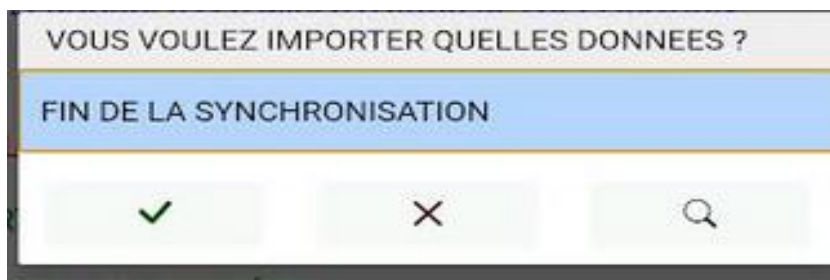 VOUS VOULEZ IMPORTER QUELLES DONNEES ?
FIN DE LA SYNCHRONISATION